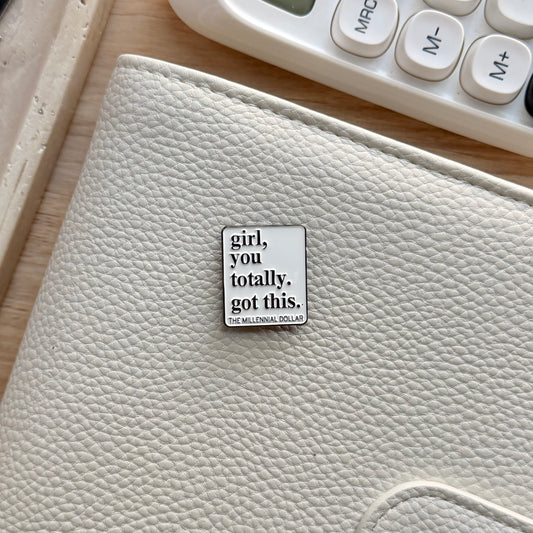 MRC
M-
M+
girl,
you
totally.
got this.
THE MILLENNIAL DOLLAR